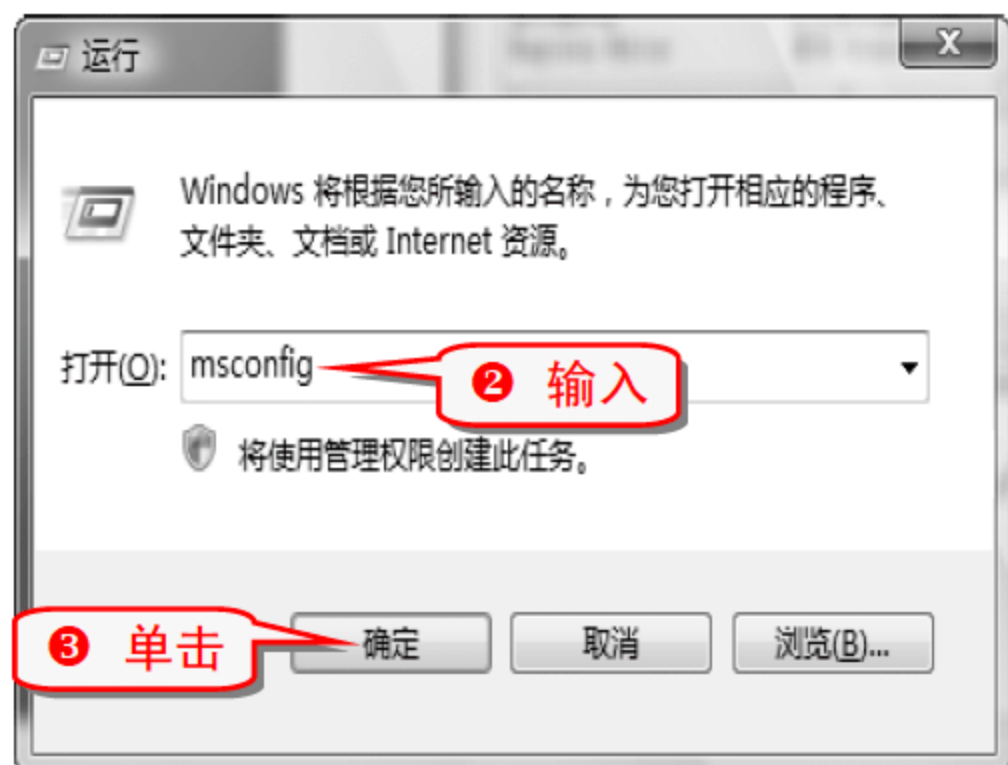 运行
X
Windows 将根据您所输入的名称，为您打开相应的程序、
文件夹、文档或 Internet 资源。
打开(O): msconfig
❷ 输入
将使用管理权限创建此任务。
❸ 单击
确定 取消 浏览(B)...